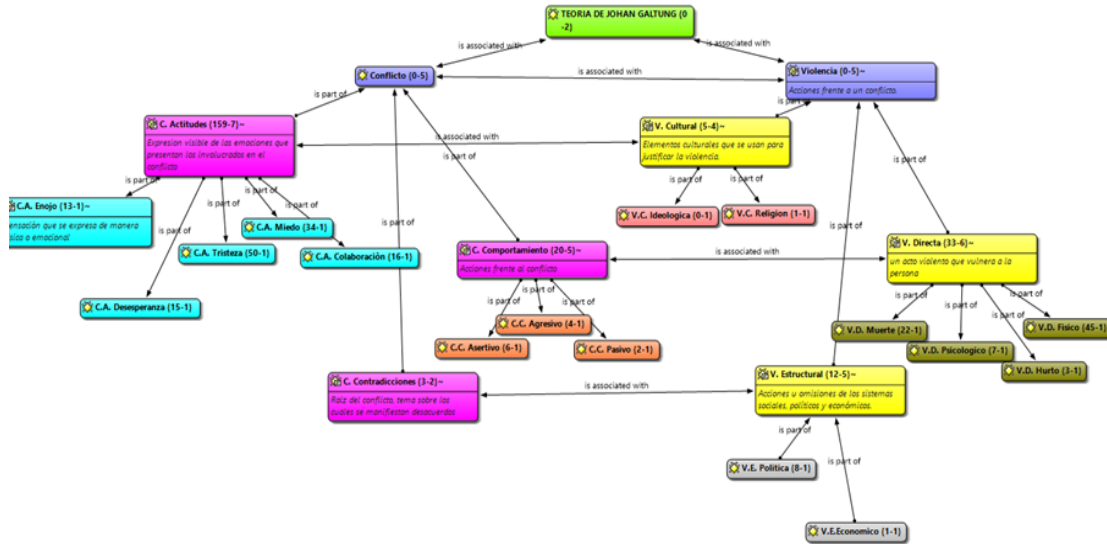 TEORIA DE JOHAN GALTUNG {0
-2}
is associated with
is associated with
Conflicto {0-5}
is associated with
Violencia {0-5}~
Acciones frente a un conflicto.
is part of
is part of
C. Actitudes {159-7}~
Expresion visible de las emociones que
presentan los involucrados en el
conflicto
is associated with
V. Cultural {5-4}~
Elementos culturales que se usan para
justificar la violencia.
is part of
is part of
is part of
is part of
is part of
is part of
is part of
is part of
is part of
C.A. Enojo {13-1}~
ensación que se expresa de manera
sica o emocional
C.A. Miedo {34-1}
C.A. Tristeza {50-1}
C.A. Colaboración {16-1}
C.A. Desesperanza {15-1}
V.C. Ideologica {0-1}
V.C. Religion {1-1}
is part of
is part of
C. Comportamiento {20-5}~
Acciones frente al conflicto
is associated with
V. Directa {33-6}~
un acto violento que vulnera a la
persona
is part of
is part of
is part of
is part of
is part of
is part of
is part of
C.C. Agresivo {4-1}
C.C. Asertivo {6-1}
C.C. Pasivo {2-1}
V.D. Muerte {22-1}
V.D. Fisico {45-1}
V.D. Psicologico {7-1}
V.D. Hurto {3-1}
C. Contradicciones {3-2}~
Raiz del conflicto, tema sobre los
cuales se manifiestan desacuerdos
is associated with
V. Estructural {12-5}~
Acciones u omisiones de los sistemas
sociales, políticos y económicos.
is part of
is part of
V.E. Politica {8-1}
V.E.Economico {1-1}